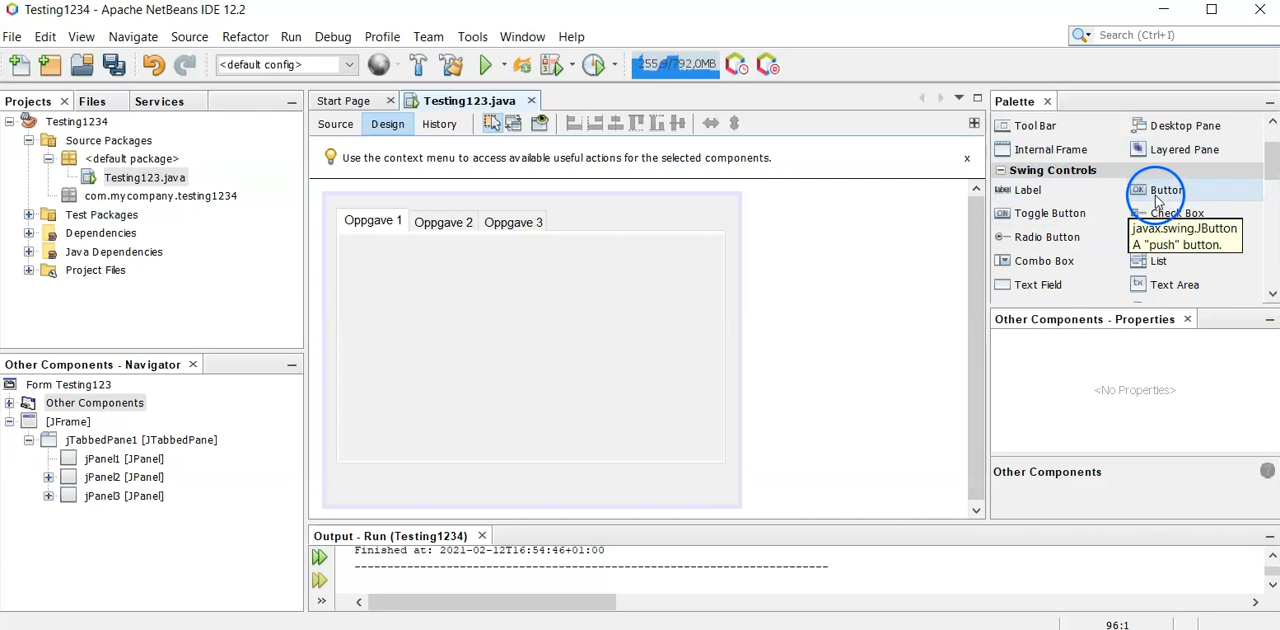 Testing1234 - Apache NetBeans IDE 12.2
File Edit View Navigate Source Refactor Run Debug Profile Team Tools Window Help
Search (Ctrl+I)
<default config>
255,9/792,0MB
Projects Files Services
Testing1234
Source Packages
<default package>
Testing123.java
com.mycompany.testing1234
Test Packages
Dependencies
Java Dependencies
Project Files
Other Components - Navigator
Form Testing123
Other Components
[JFrame]
jTabbedPane1 [JTabbedPane]
jPanel1 [JPanel]
jPanel2 [JPanel]
jPanel3 [JPanel]
Start Page Testing123.java
Source Design History
Use the context menu to access available useful actions for the selected components. x
Oppgave 1 Oppgave 2 Oppgave 3
Output - Run (Testing1234)
Finished at: 2021-02-12T16:54:46+01:00
------------------------------------------------------------------------
Palette
Tool Bar Desktop Pane
Internal Frame Layered Pane
Swing Controls
label Label OK Button
OK Toggle Button Check Box
Radio Button
javax.swing.JButton
A "push" button.
Combo Box List
Text Field tx Text Area
Other Components - Properties
<No Properties>
Other Components
96:1